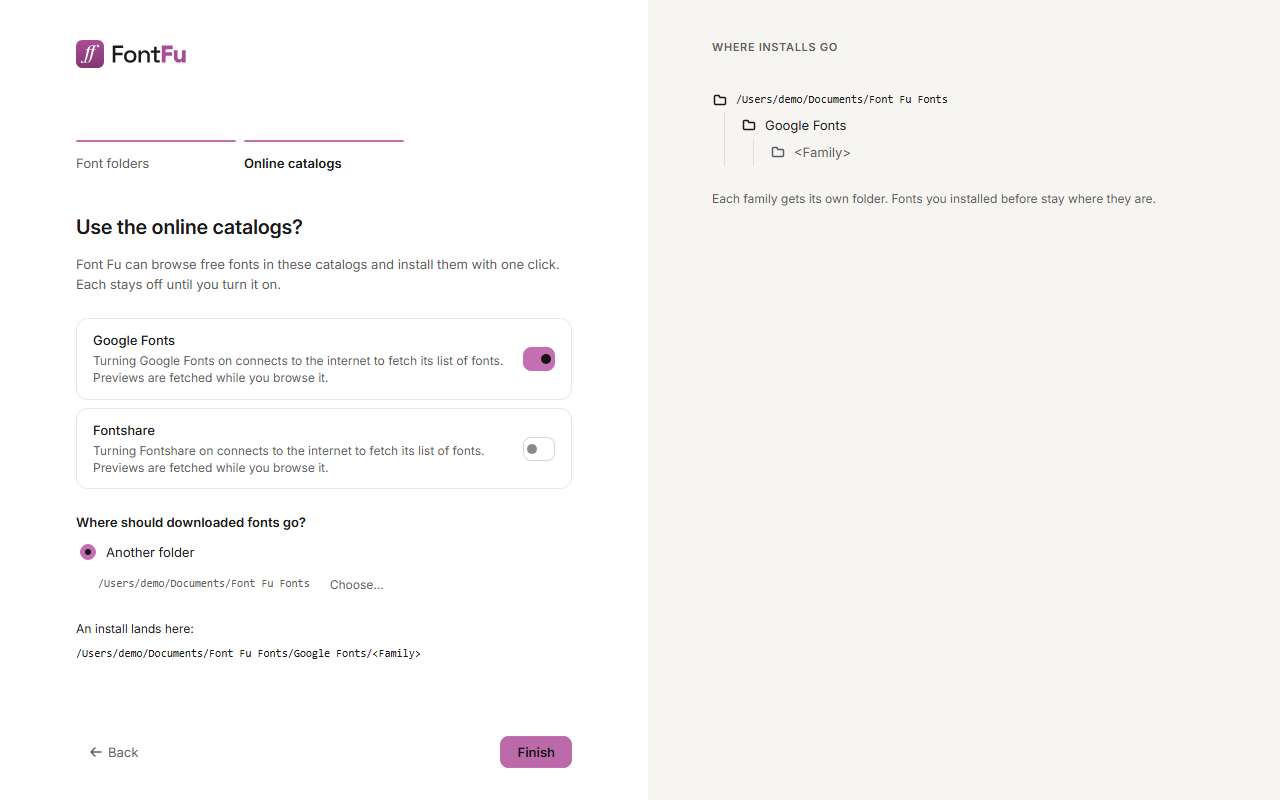 FontFu
Font folders
Online catalogs
Use the online catalogs?
Font Fu can browse free fonts in these catalogs and install them with one click.
Each stays off until you turn it on.
Google Fonts
Turning Google Fonts on connects to the internet to fetch its list of fonts.
Previews are fetched while you browse it.
Fontshare
Turning Fontshare on connects to the internet to fetch its list of fonts.
Previews are fetched while you browse it.
Where should downloaded fonts go?
Another folder
/Users/demo/Documents/Font Fu Fonts Choose...
An install lands here:
/Users/demo/Documents/Font Fu Fonts/Google Fonts/<Family>
Back
Finish
WHERE INSTALLS GO
/Users/demo/Documents/Font Fu Fonts
Google Fonts
<Family>
Each family gets its own folder. Fonts you installed before stay where they are.